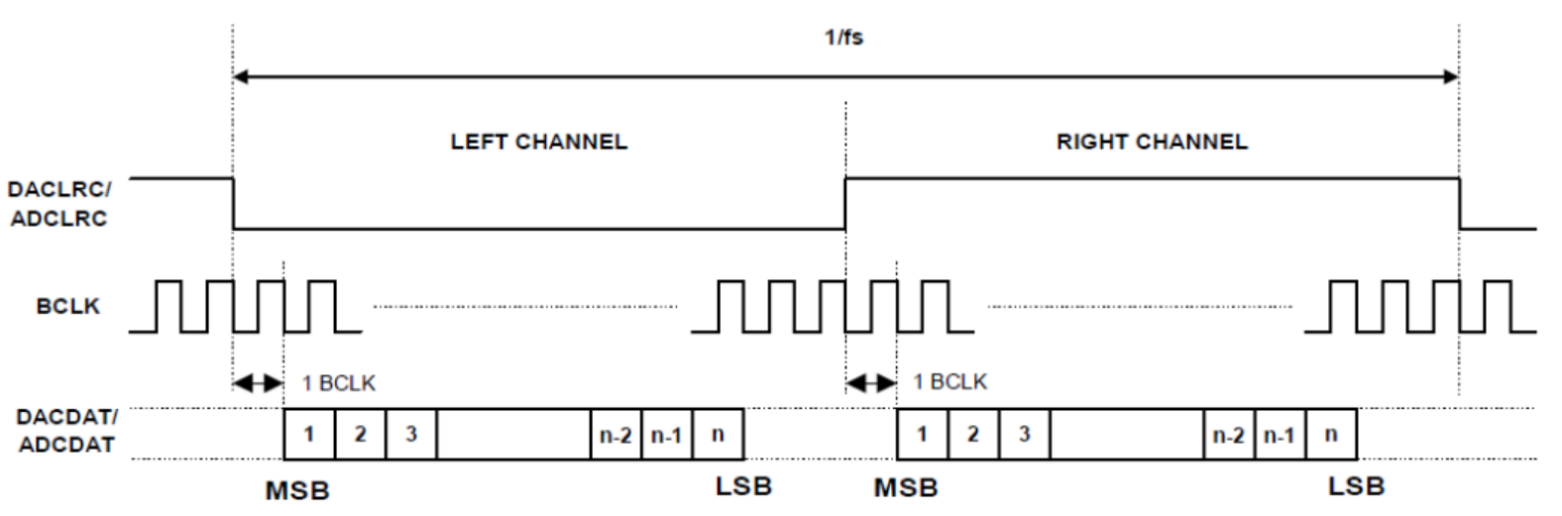 1/fs
LEFT CHANNEL
RIGHT CHANNEL
DACLRC/
ADCLRC
BCLK
1 BCLK
1 BCLK
DACDAT/
ADCDAT
1 2 3 n-2 n-1 n
1 2 3 n-2 n-1 n
MSB
LSB
MSB
LSB